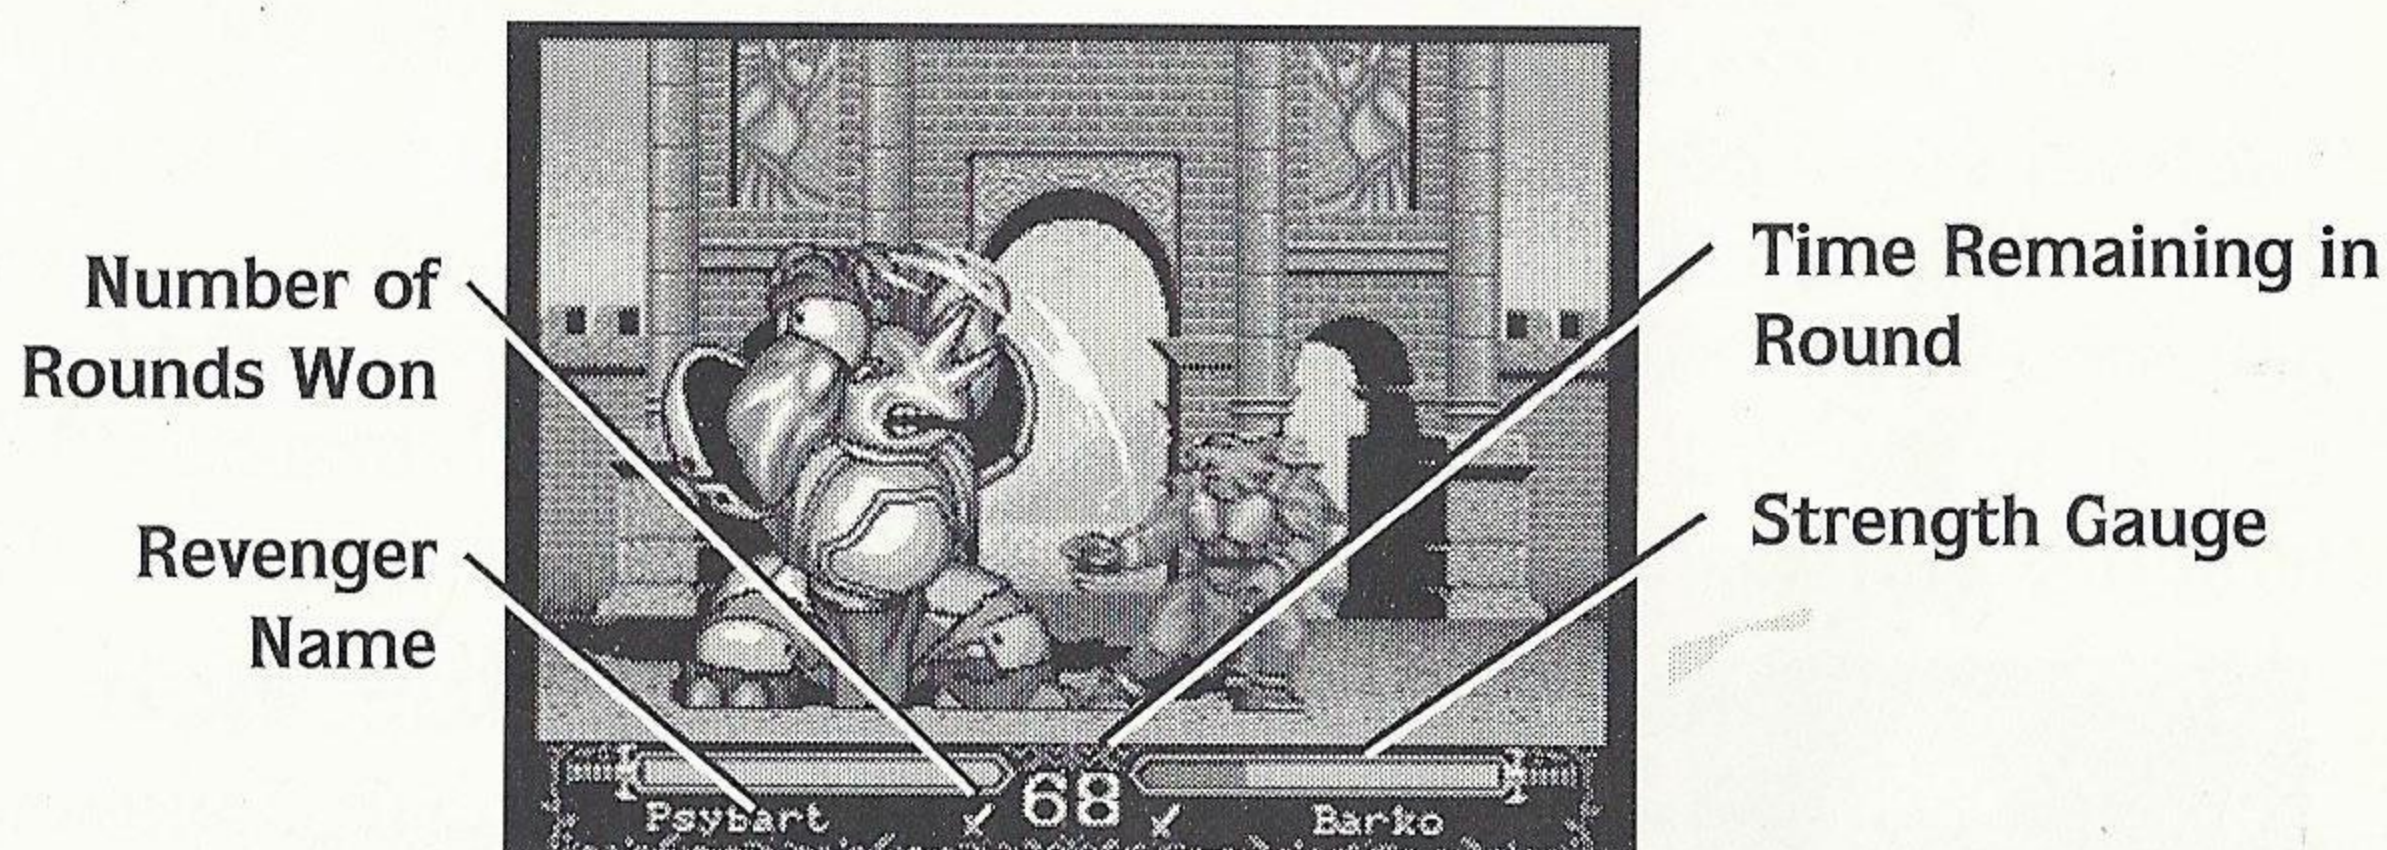 Number of
Rounds Won
Revenger
Name
Time Remaining in
Round
Strength Gauge
68
Psybart
Barko